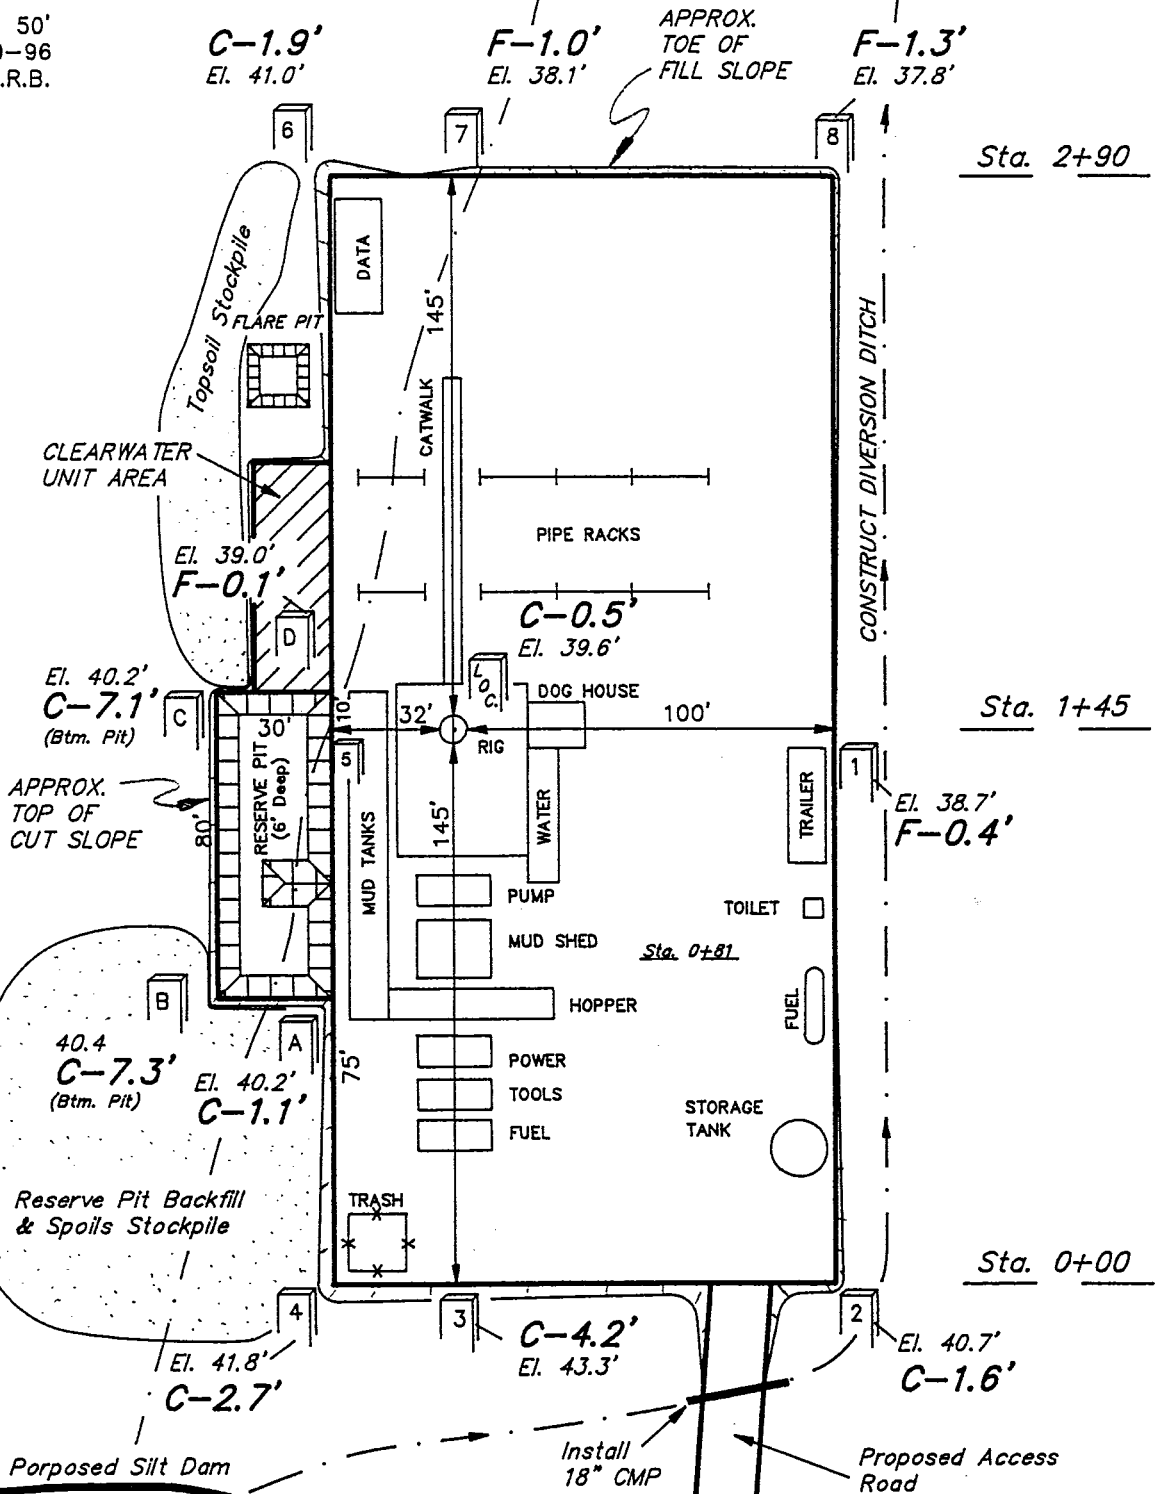 50'
9-96
.R.B.
C-1.9'
El. 41.0'
F-1.0'
El. 38.1'
APPROX.
TOE OF
FILL SLOPE
F-1.3'
El. 37.8'
6
7
8
Sta. 2+90
DATA
Topsoil Stockpile
FLARE PIT
145'
CATWALK
CONSTRUCT DIVERSION DITCH
CLEARWATER
UNIT AREA
PIPE RACKS
El. 39.0'
F-0.1'
C-0.5'
El. 39.6'
D
El. 40.2'
C-7.1'
(Btm. Pit)
C
LOC.
DOG HOUSE
30'
10'
32'
RIG
100'
Sta. 1+45
5
1
APPROX.
TOP OF
CUT SLOPE
80'
RESERVE PIT
(6' Deep)
MUD TANKS
145'
WATER
TRAILER
El. 38.7'
F-0.4'
PUMP
TOILET
MUD SHED
Sta. 0+81
B
HOPPER
FUEL
A
40.4
C-7.3'
(Btm. Pit)
El. 40.2'
C-1.1'
75'
POWER
TOOLS
FUEL
STORAGE
TANK
Reserve Pit Backfill
& Spoils Stockpile
TRASH
Sta. 0+00
4
3
2
El. 41.8'
C-2.7'
C-4.2'
El. 43.3'
El. 40.7'
C-1.6'
Porposed Silt Dam
Install
18" CMP
Proposed Access
Road